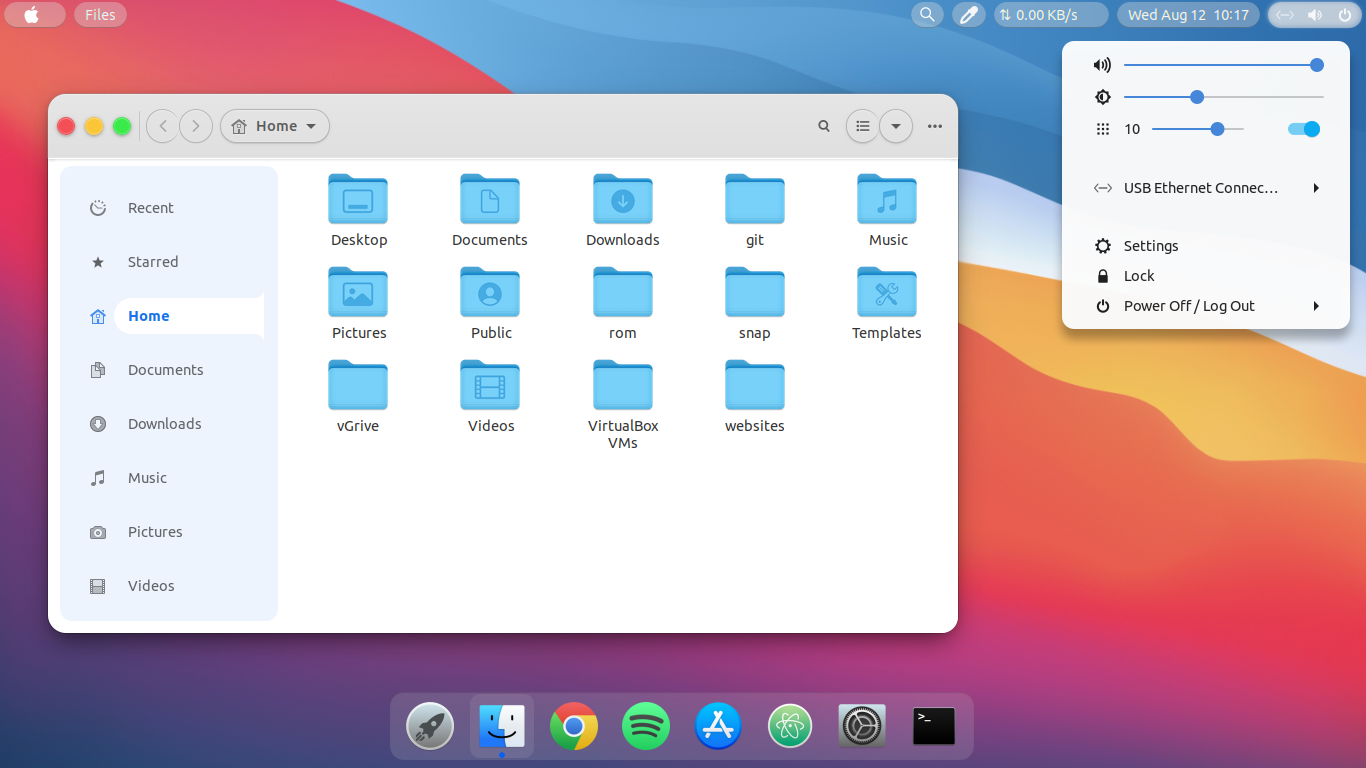 Files
0.00 KB/s
Wed Aug 12 10:17
Home
10
USB Ethernet Connec...
Settings
Lock
Power Off / Log Out
Recent
Starred
Home
Documents
Downloads
Music
Pictures
Videos
Desktop
Documents
Downloads
git
Music
Pictures
Public
rom
snap
Templates
vGrive
Videos
VirtualBox
VMs
websites
>_